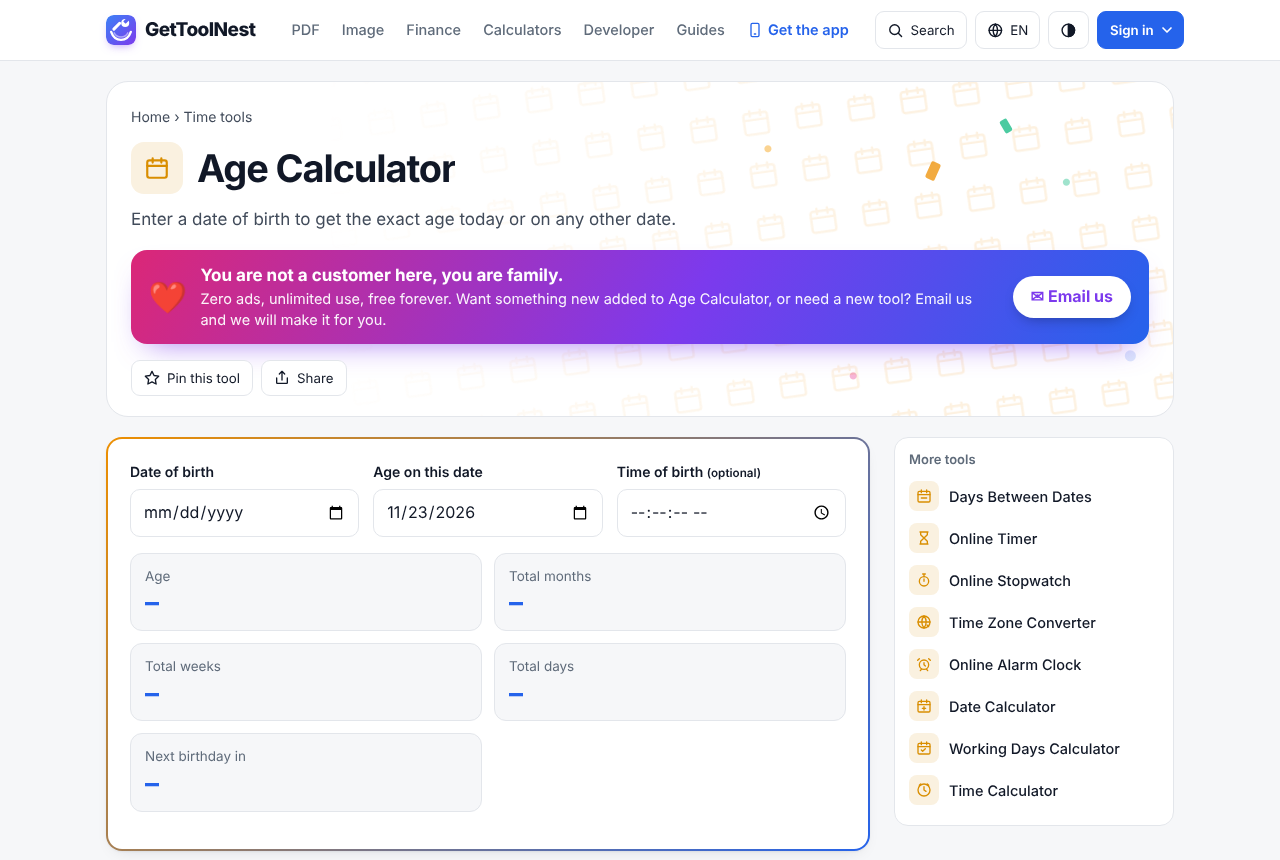 GetToolNest
PDF
Image
Finance
Calculators
Developer
Guides
Get the app
Search
EN
Sign in
Home › Time tools
Age Calculator
Enter a date of birth to get the exact age today or on any other date.
You are not a customer here, you are family.
Zero ads, unlimited use, free forever. Want something new added to Age Calculator, or need a new tool? Email us
and we will make it for you.
✉ Email us
Pin this tool
Share
Date of birth
Age on this date
Time of birth (optional)
mm/dd/yyyy
11/23/2026
--:--:-- --
Age
–
Total months
–
Total weeks
–
Total days
–
Next birthday in
–
More tools
Days Between Dates
Online Timer
Online Stopwatch
Time Zone Converter
Online Alarm Clock
Date Calculator
Working Days Calculator
Time Calculator